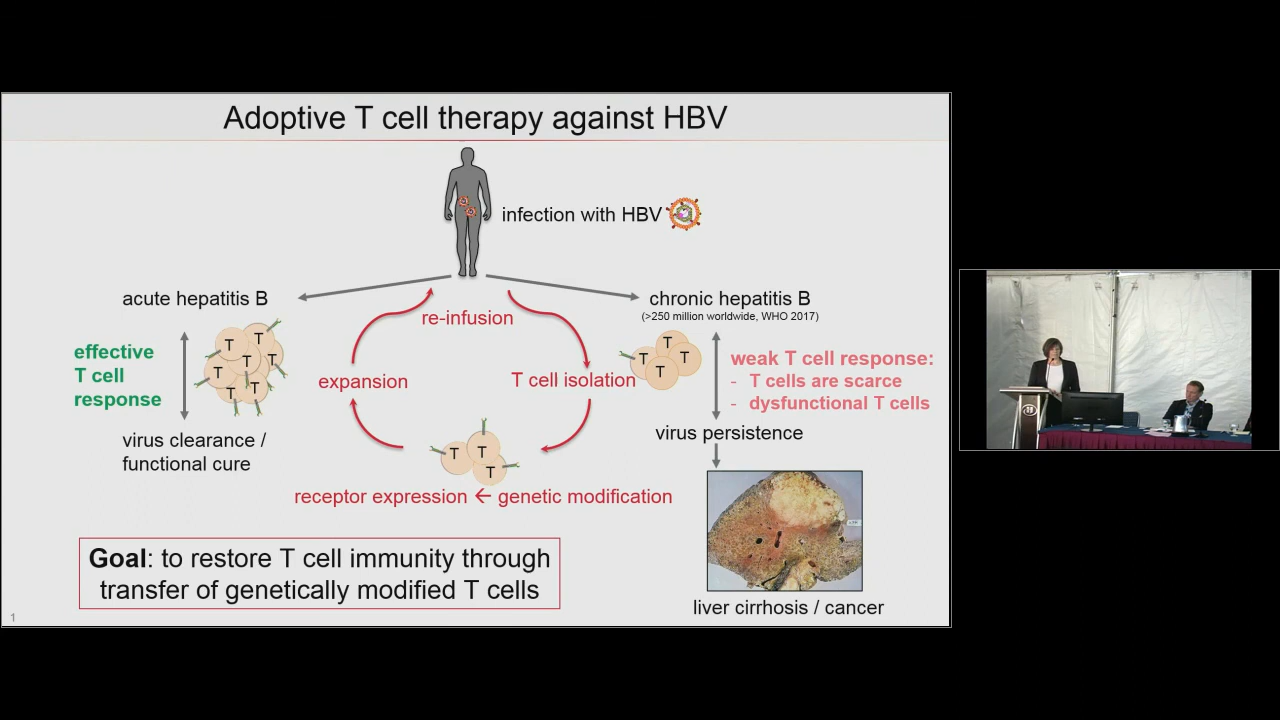 Adoptive T cell therapy against HBV
infection with HBV
acute hepatitis B
chronic hepatitis B
(>250 million worldwide, WHO 2017)
re-infusion
effective
T cell
response
T
T
T
T
T
T
T
expansion
T cell isolation
T
T
T
T
weak T cell response:
- T cells are scarce
- dysfunctional T cells
virus clearance /
functional cure
virus persistence
T
T
T
receptor expression ← genetic modification
Goal: to restore T cell immunity through
transfer of genetically modified T cells
liver cirrhosis / cancer
1